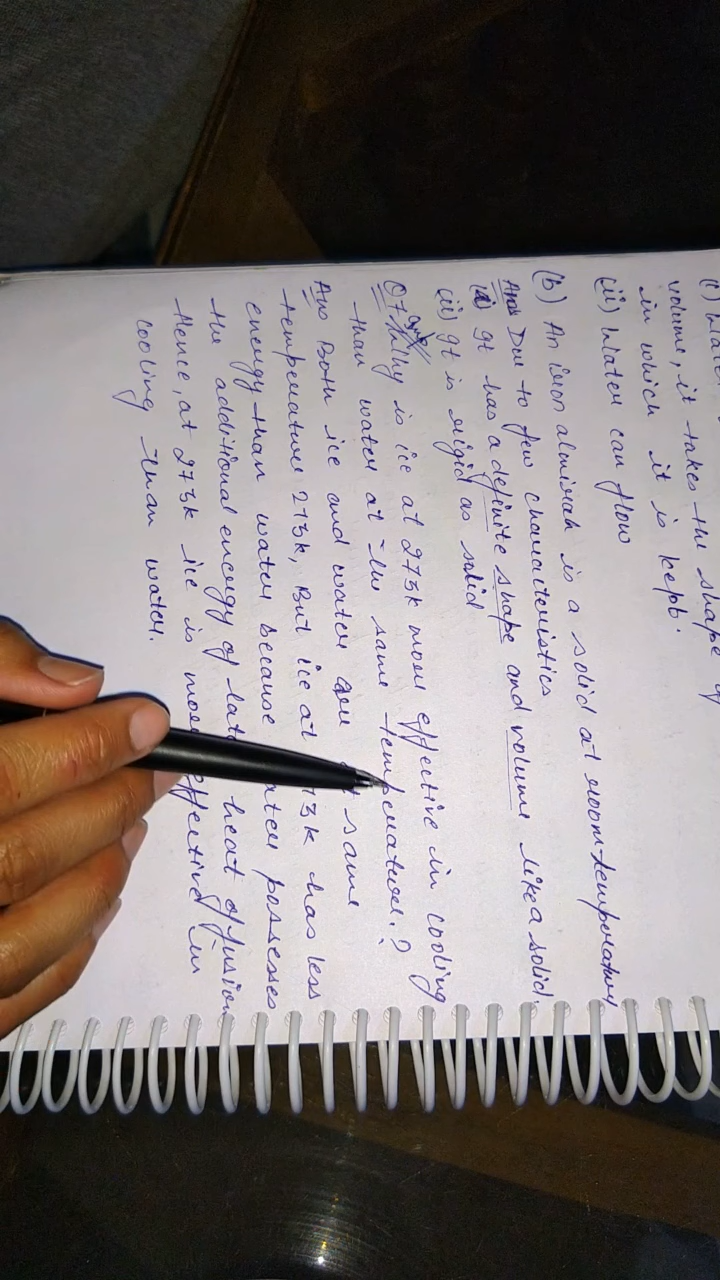 (i) Water
volume, it takes the shape of
in which it is kept.
(ii) Water can flow
(b) An iron almirah is a solid at room temperature
Ans Due to few characteristics
(i) It has a definite shape and volume like a solid.
(ii) It is rigid as solid
Q7 Why is ice at 273k more effective in cooling
than water at the same temperature.?
Ans Both ice and water are at same
temperature 273k, But ice at 273k has less
energy than water because water possesses
the additional energy of latent heat of fusion
Hence, at 273k ice is more effective in
cooling than water.